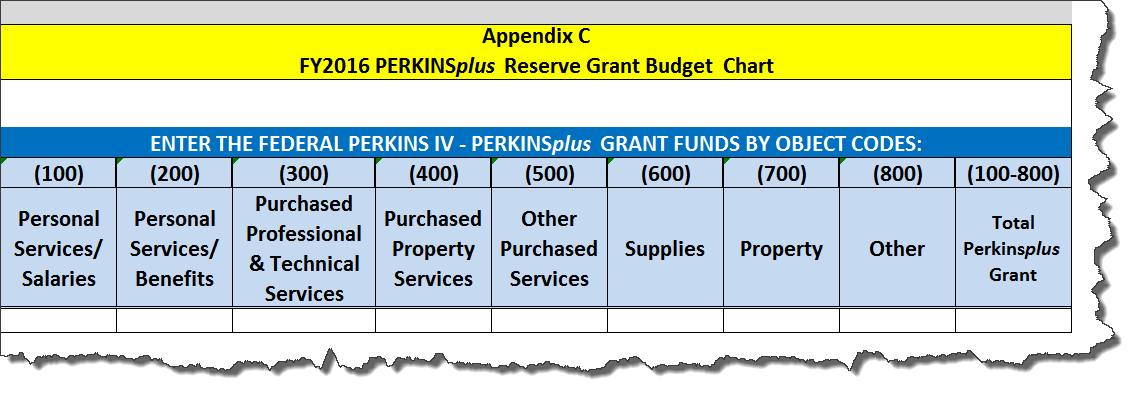 Appendix C
FY2016 PERKINSplus Reserve Grant Budget Chart
ENTER THE FEDERAL PERKINS IV - PERKINSplus GRANT FUNDS BY OBJECT CODES:
(100) (200) (300) (400) (500) (600) (700) (800) (100-800)
Personal
Services/
Salaries
Personal
Services/
Benefits
Purchased
Professional
& Technical
Services
Purchased
Property
Services
Other
Purchased
Services
Supplies
Property
Other
Total
Perkinsplus
Grant